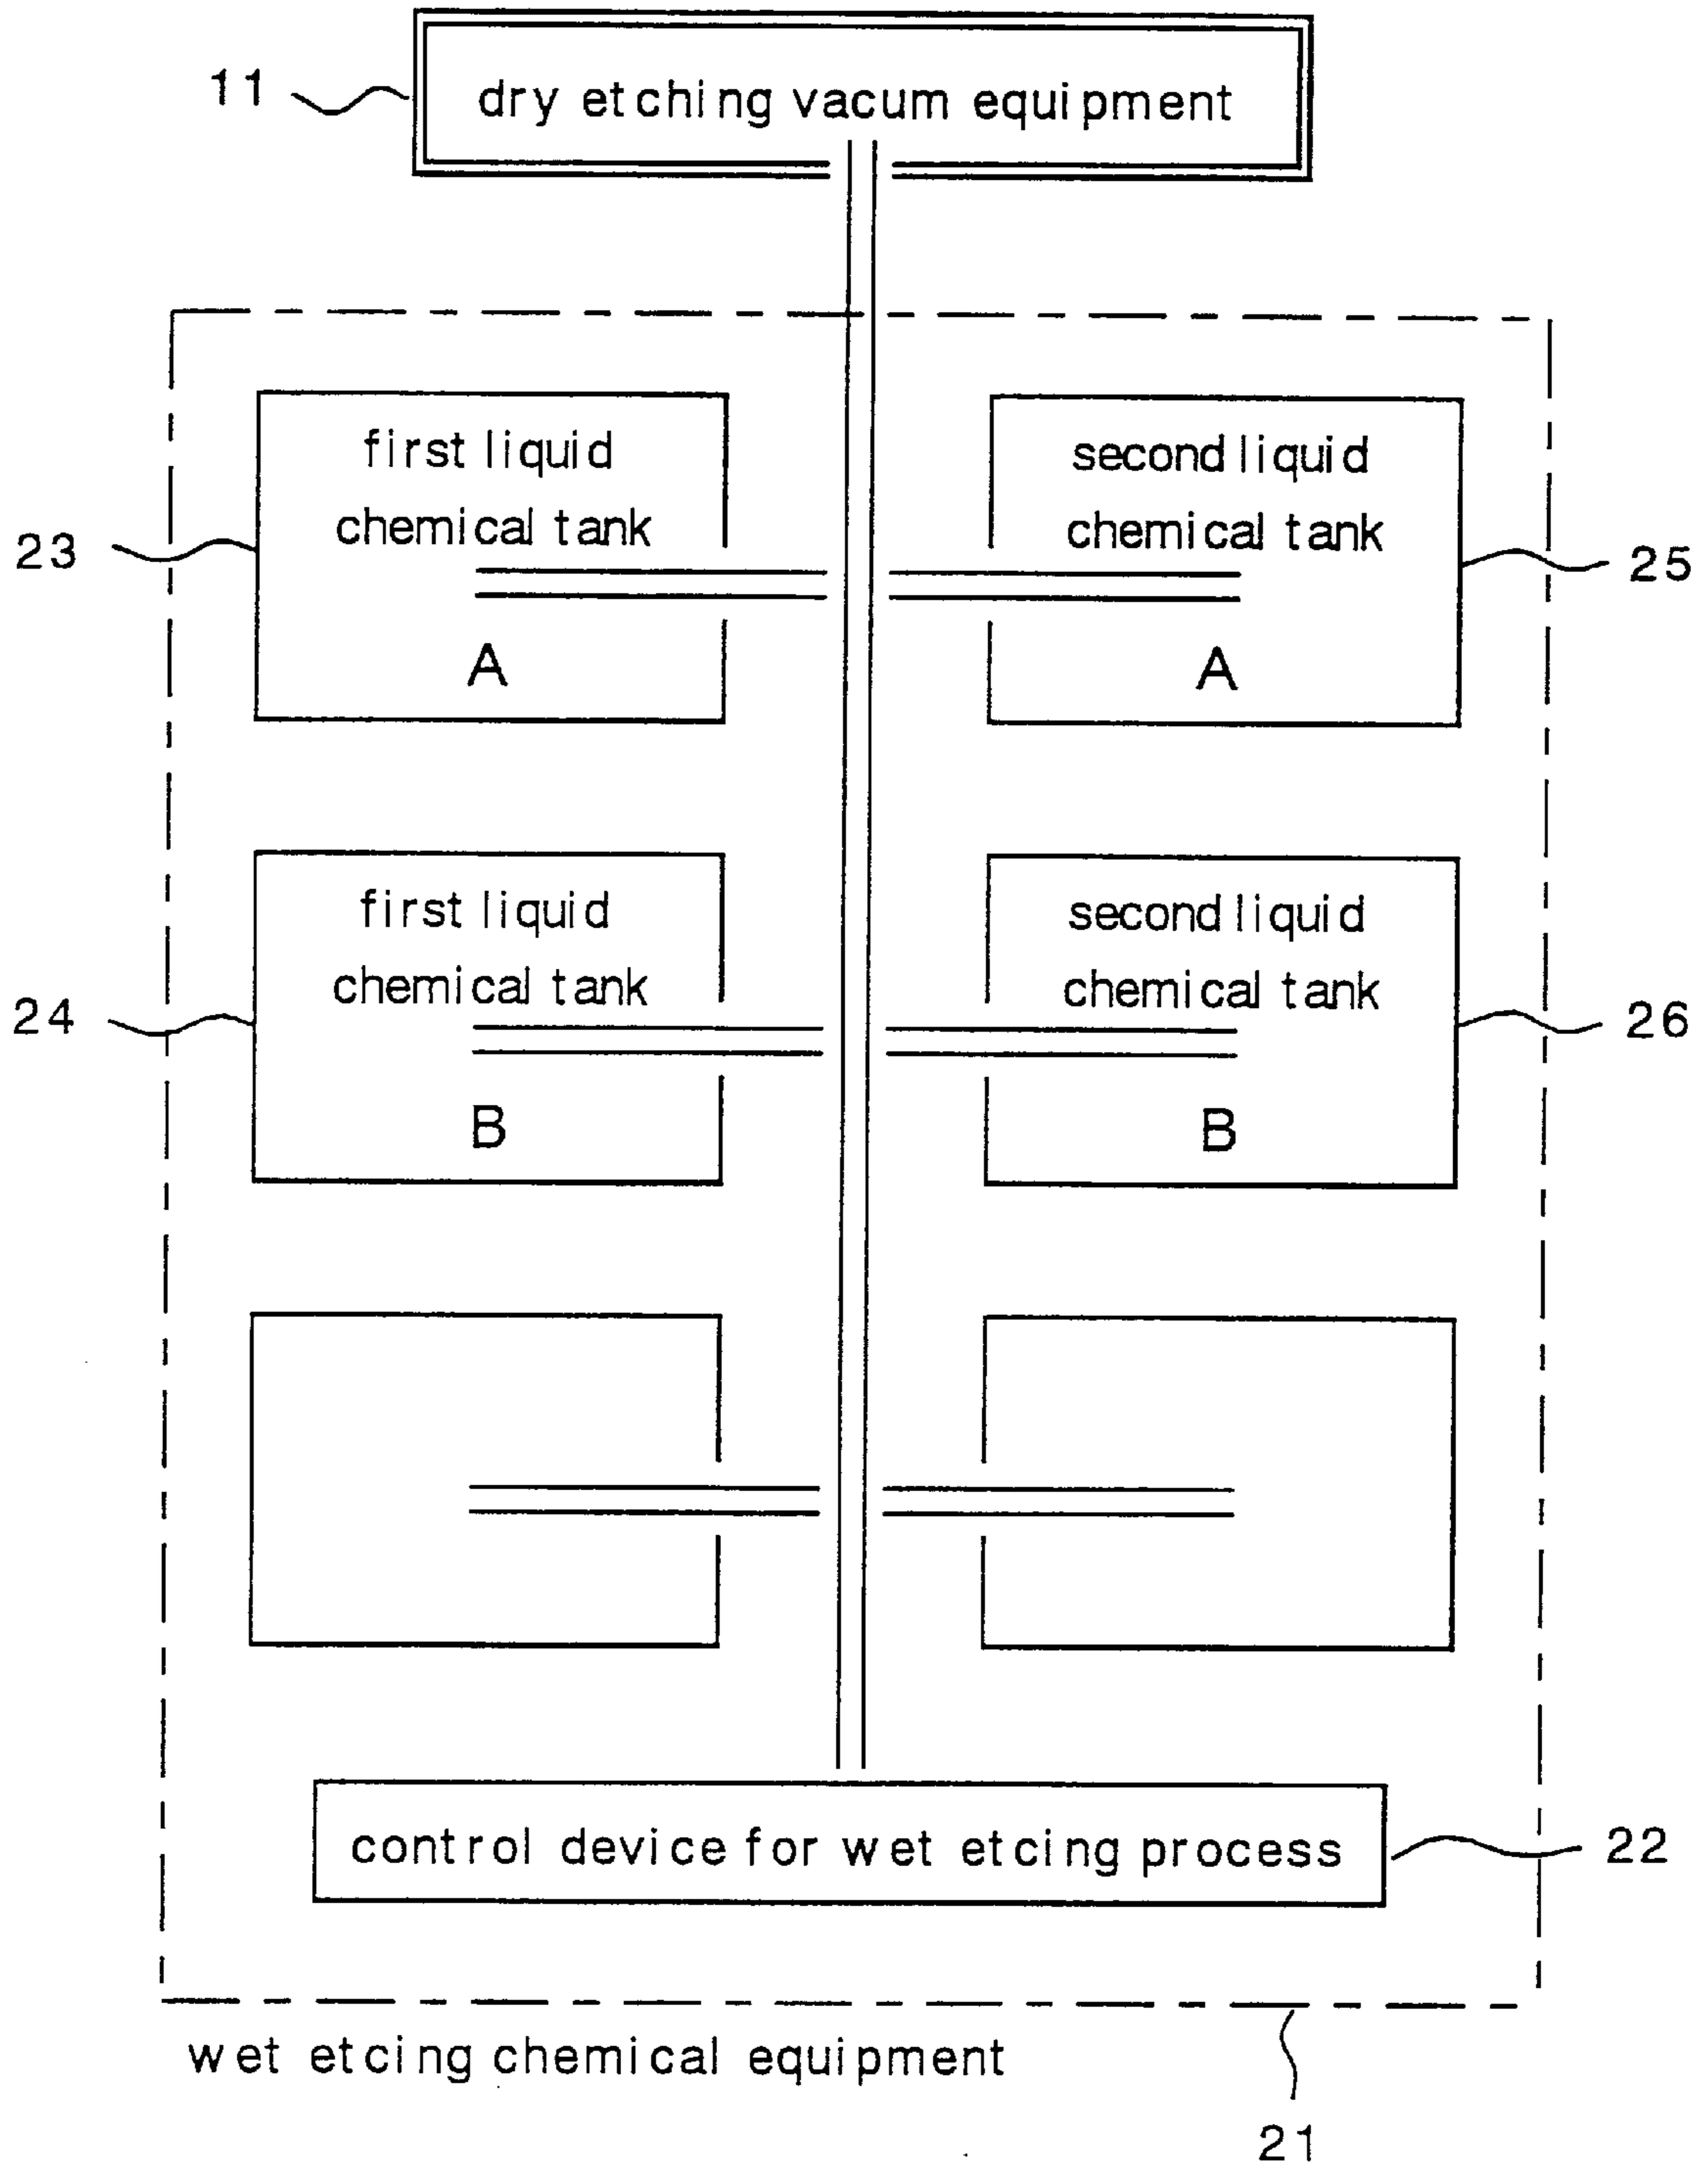 11
dry etching vacum equipment
first liquid
chemical tank
A
23
second liquid
chemical tank
A
25
first liquid
chemical tank
B
24
second liquid
chemical tank
B
26
control device for wet etcing process
22
wet etcing chemical equipment
21